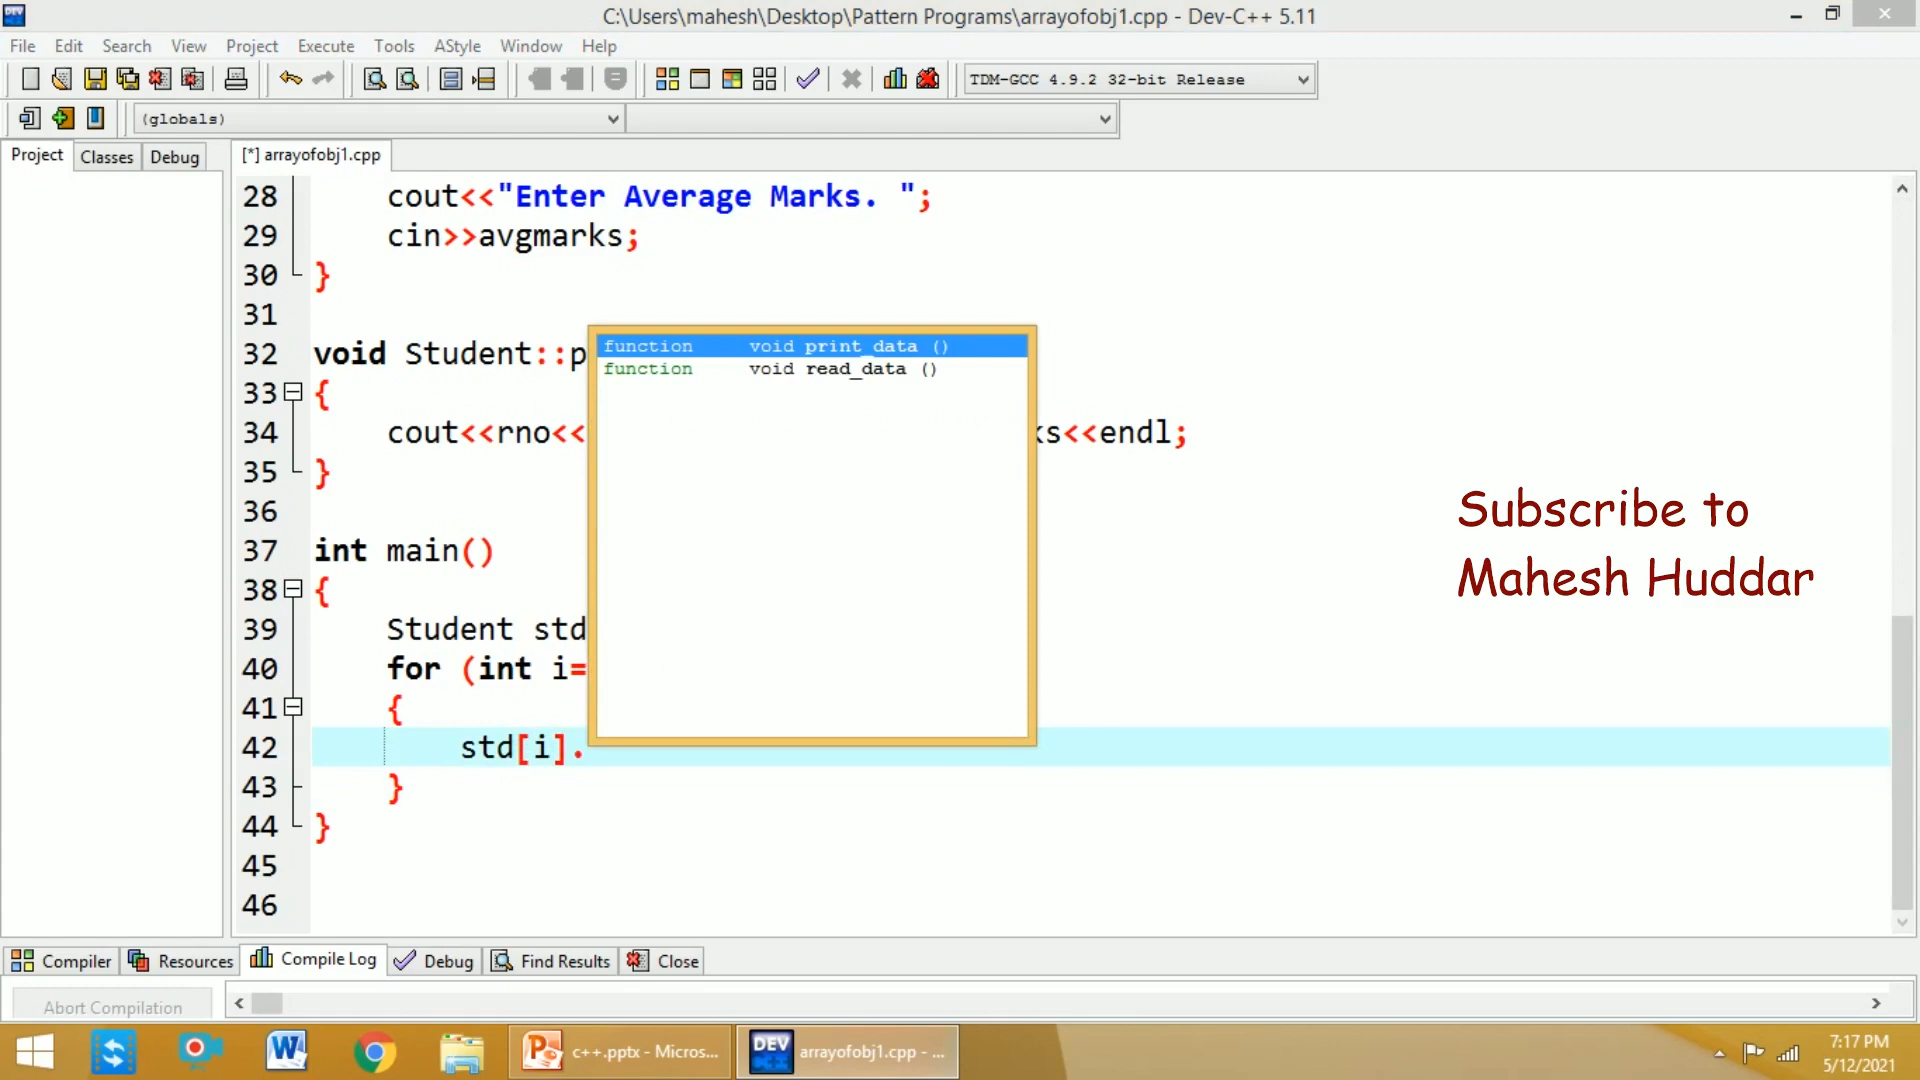 C:\Users\mahesh\Desktop\Pattern Programs\arrayofobj1.cpp - Dev-C++ 5.11
File Edit Search View Project Execute Tools AStyle Window Help
TDM-GCC 4.9.2 32-bit Release
(globals)
Project Classes Debug [*] arrayofobj1.cpp
28 cout<<"Enter Average Marks. ";
29 cin>>avgmarks;
30 }
31
32 void Student::p
33 {
34 cout<<rno<< ks<<endl;
35 }
36
37 int main()
38 {
39 Student std
40 for (int i=
41 {
42 std[i].
43 }
44 }
45
46
function void print_data ()
function void read_data ()
Subscribe to
Mahesh Huddar
Compiler Resources Compile Log Debug Find Results Close
Abort Compilation
c++.pptx - Micros...
DEV C++ arrayofobj1.cpp - ...
7:17 PM
5/12/2021